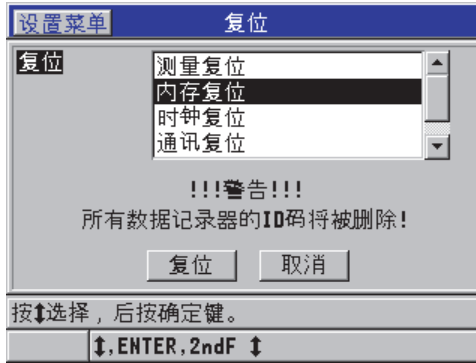 设置菜单 复位
复位
测量复位
内存复位
时钟复位
通讯复位
!!!警告!!!
所有数据记录器的ID码将被删除!
复位 取消
按↕选择，后按确定键。
↕,ENTER,2ndF ↕